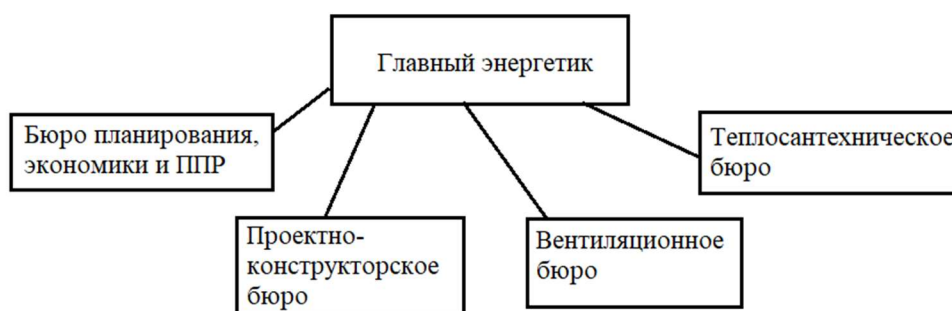 Главный энергетик
Бюро планирования,
экономики и ППР
Теплосантехническое
бюро
Проектно-
конструкторское
бюро
Вентиляционное
бюро